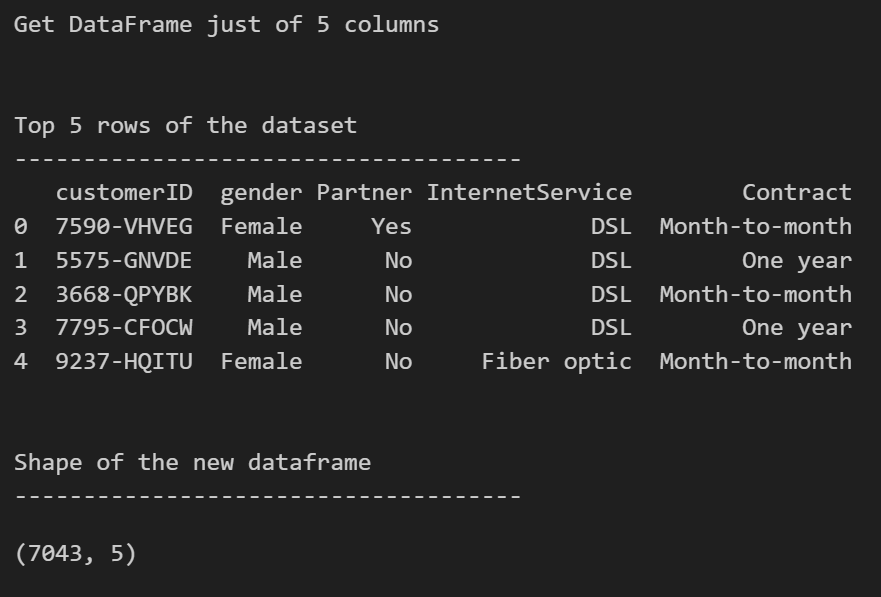 Get DataFrame just of 5 columns
Top 5 rows of the dataset
-------------------------------------
   customerID  gender Partner InternetService        Contract
0  7590-VHVEG  Female     Yes             DSL  Month-to-month
1  5575-GNVDE    Male      No             DSL        One year
2  3668-QPYBK    Male      No             DSL  Month-to-month
3  7795-CFOCW    Male      No             DSL        One year
4  9237-HQITU  Female      No     Fiber optic  Month-to-month
Shape of the new dataframe
-------------------------------------
(7043, 5)